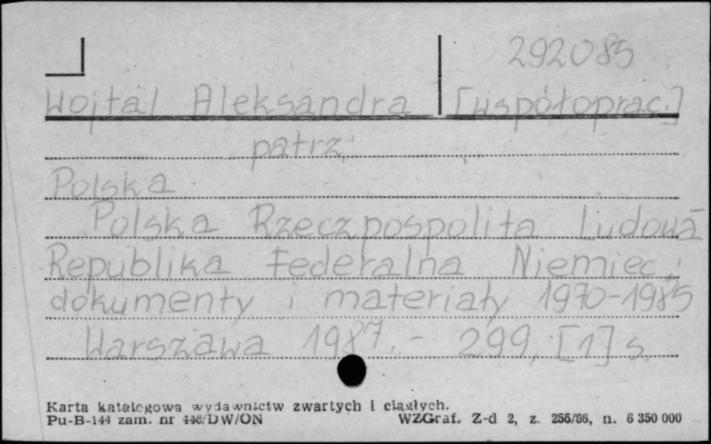 292085
Wojtal Aleksandra [współoprac.]
patrz
Polska
Polska Rzeczpospolita Ludowa
Republika Federalna Niemiec;
dokumenty i materiały 1970-1985
Warszawa 1987.- 299, [1] s.
Karta katalogowa wydawnictw zwartych i ciągłych.
Pu-B-144 zam. nr 448/DW/ON WZGraf. Z-d 2, z. 256/86, n. 6 350 000